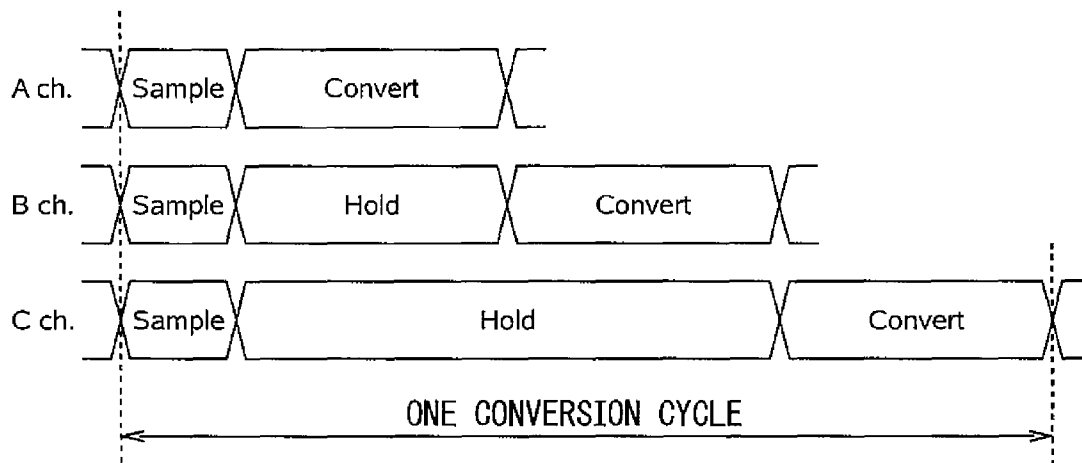 A ch. Sample Convert
B ch. Sample Hold Convert
C ch. Sample Hold Convert
ONE CONVERSION CYCLE